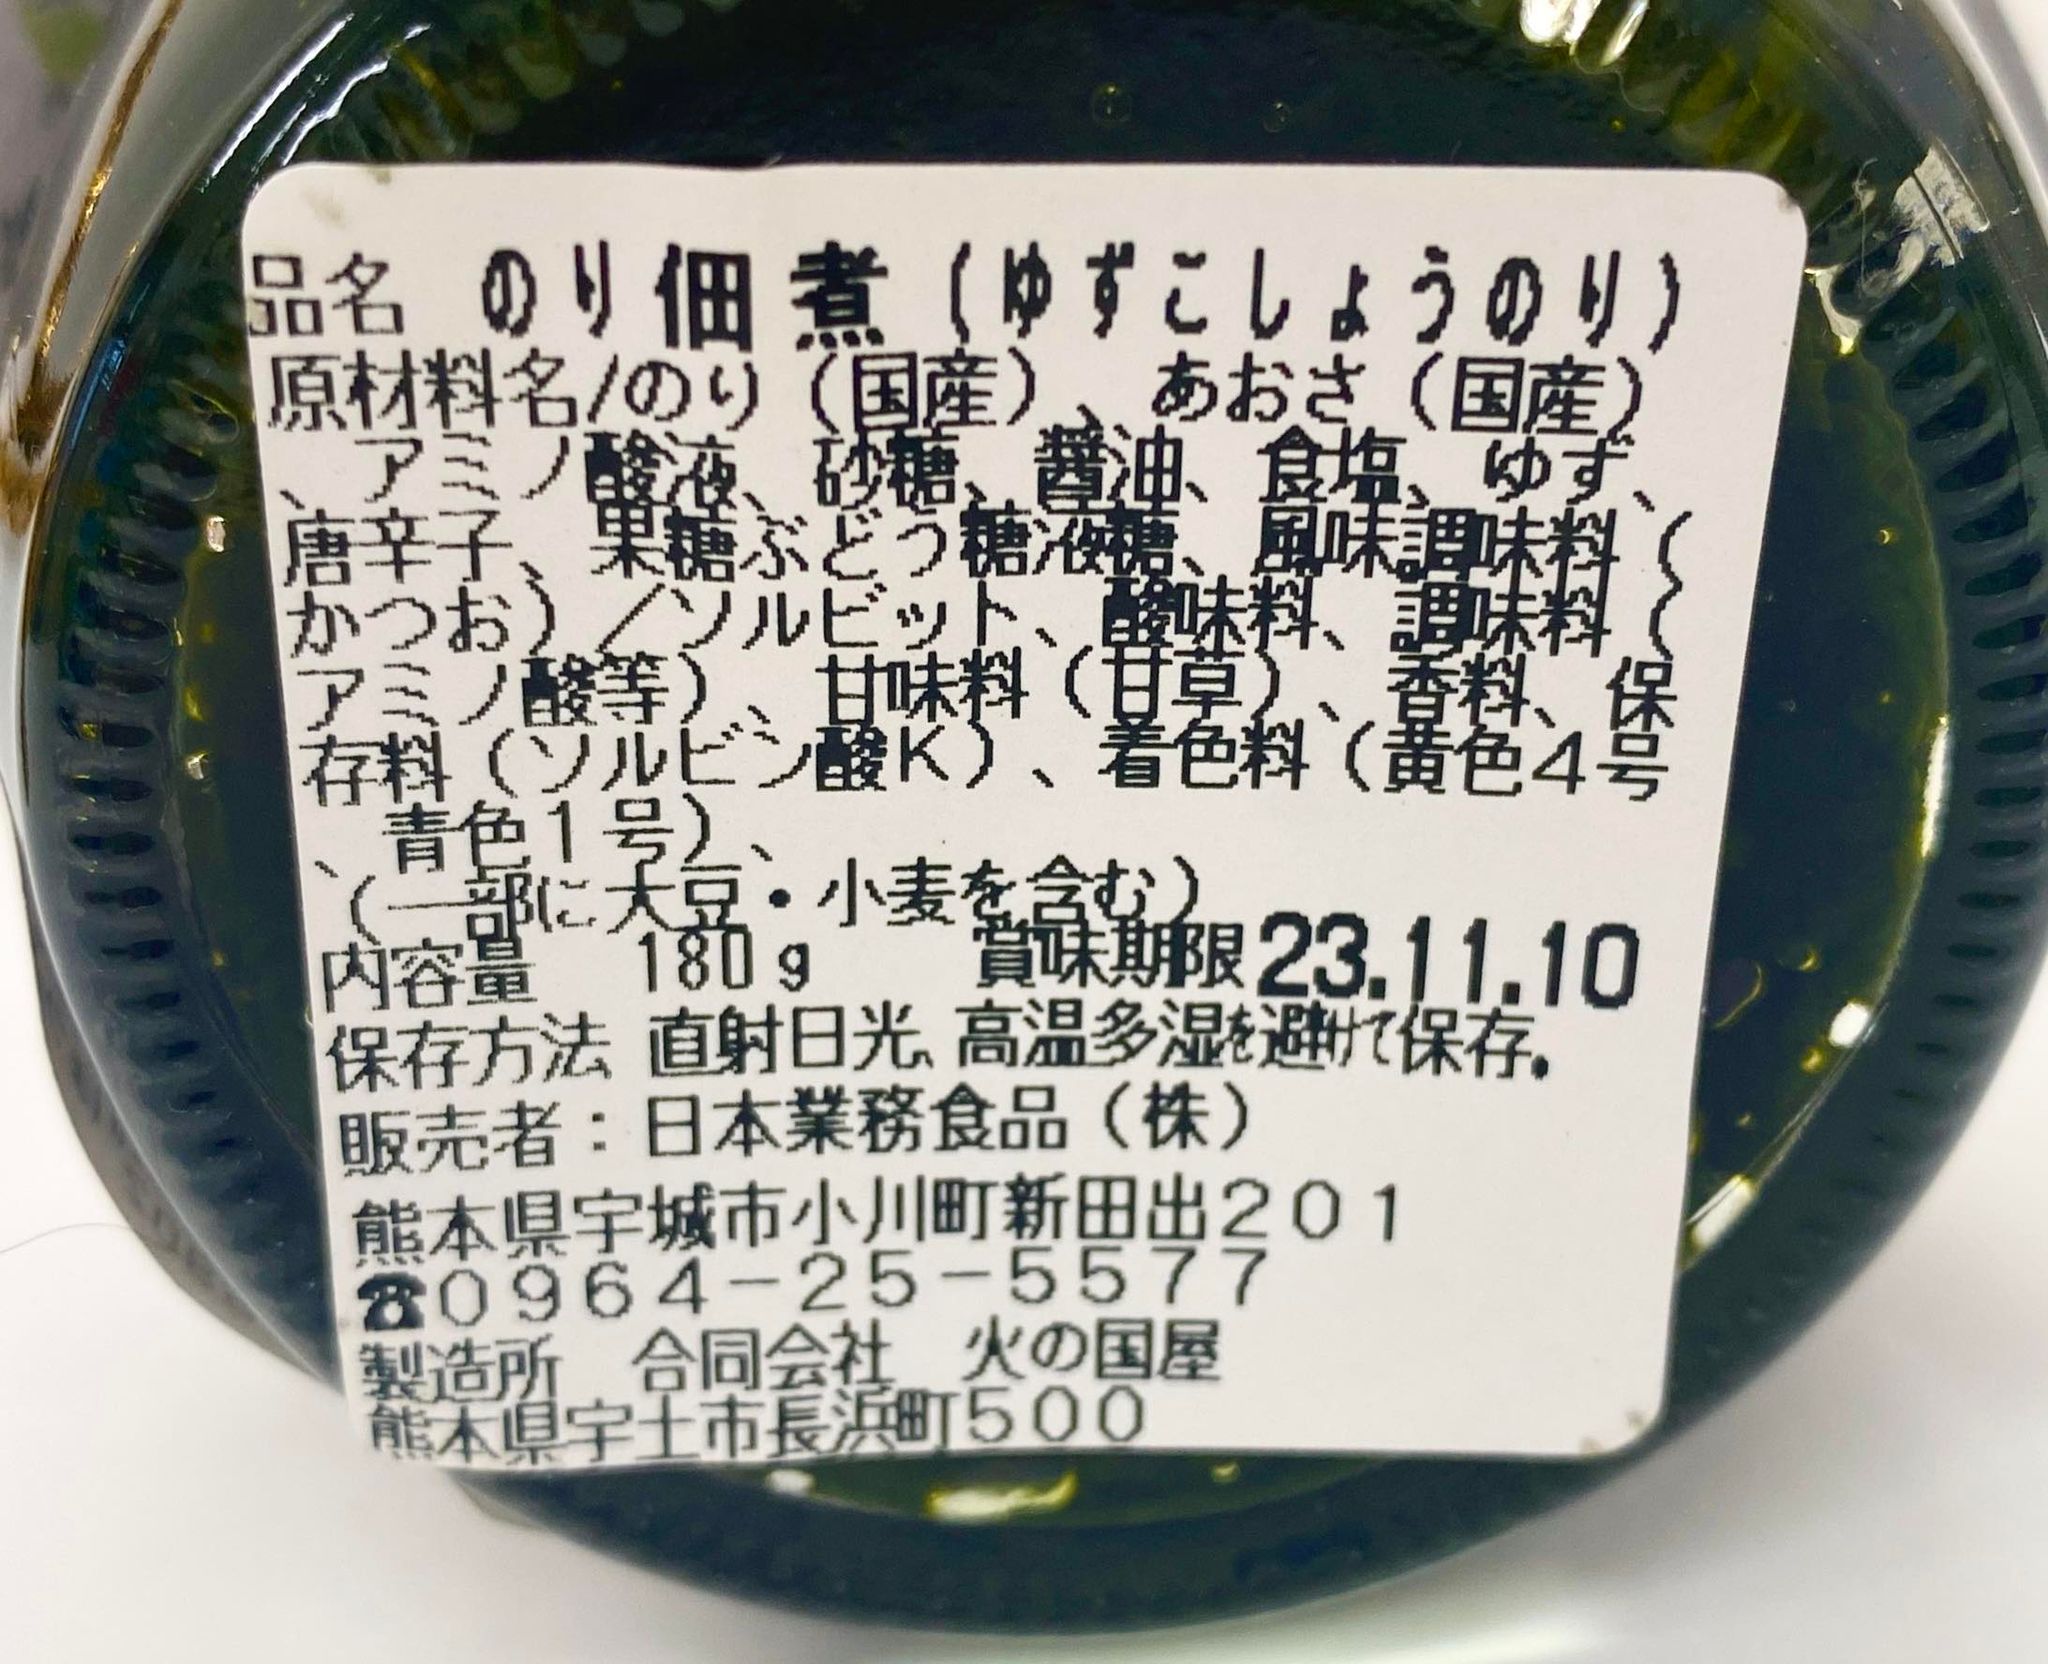 品名 のり佃煮(ゆずこしょうのり)
原材料名/のり(国産)、あおさ(国産)
、アミノ酸液、砂糖、醤油、食塩、ゆず、
唐辛子、果糖ぶどう糖液糖、風味調味料(
かつお)/ソルビット、酸味料、調味料(
アミノ酸等)、甘味料(甘草)、香料、保
存料(ソルビン酸K)、着色料(黄色4号
、青色1号)、
(一部に大豆・小麦を含む)
内容量 180g 賞味期限 23.11.10
保存方法 直射日光、高温多湿を避けて保存.
販売者:日本業務食品(株)
熊本県宇城市小川町新田出201
☎0964-25-5577
製造所 合同会社 火の国屋
熊本県宇土市長浜町500